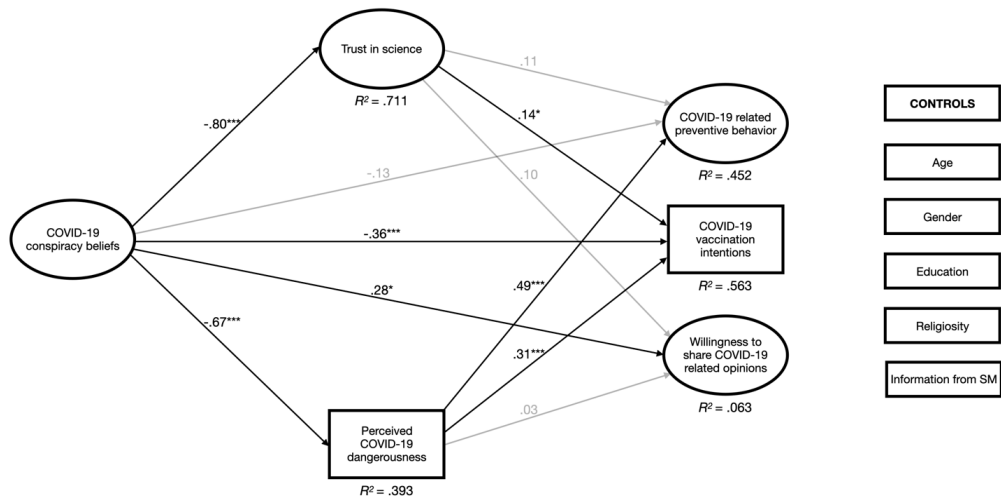 Trust in science
R² = .711
-.80***
.11
.14*
COVID-19 related
preventive behavior
R² = .452
-.13
.10
COVID-19
conspiracy beliefs
-.36***
COVID-19
vaccination
intentions
R² = .563
.28*
.49***
-.67***
.31***
Willingness to
share COVID-19
related opinions
R² = .063
.03
Perceived
COVID-19
dangerousness
R² = .393
CONTROLS
Age
Gender
Education
Religiosity
Information from SM